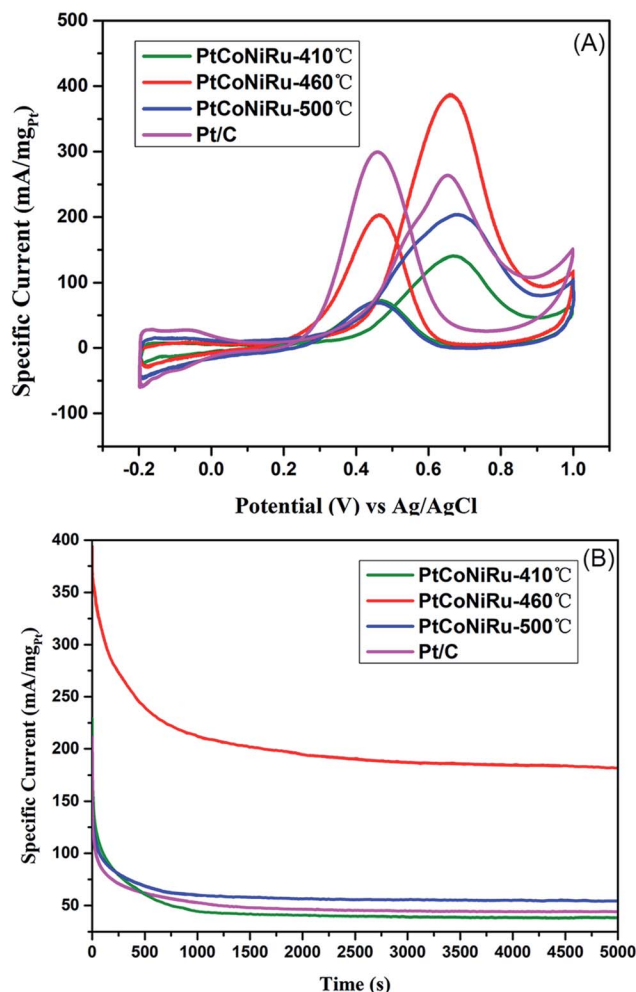 (A)
500
400
300
200
100
0
-100
Specific Current (mA/mgPt)
PtCoNiRu-410℃
PtCoNiRu-460℃
PtCoNiRu-500℃
Pt/C
-0.2 0.0 0.2 0.4 0.6 0.8 1.0
Potential (V) vs Ag/AgCl
(B)
400
350
300
250
200
150
100
50
Specific Current (mA/mgPt)
PtCoNiRu-410℃
PtCoNiRu-460℃
PtCoNiRu-500℃
Pt/C
0 500 1000 1500 2000 2500 3000 3500 4000 4500 5000
Time (s)